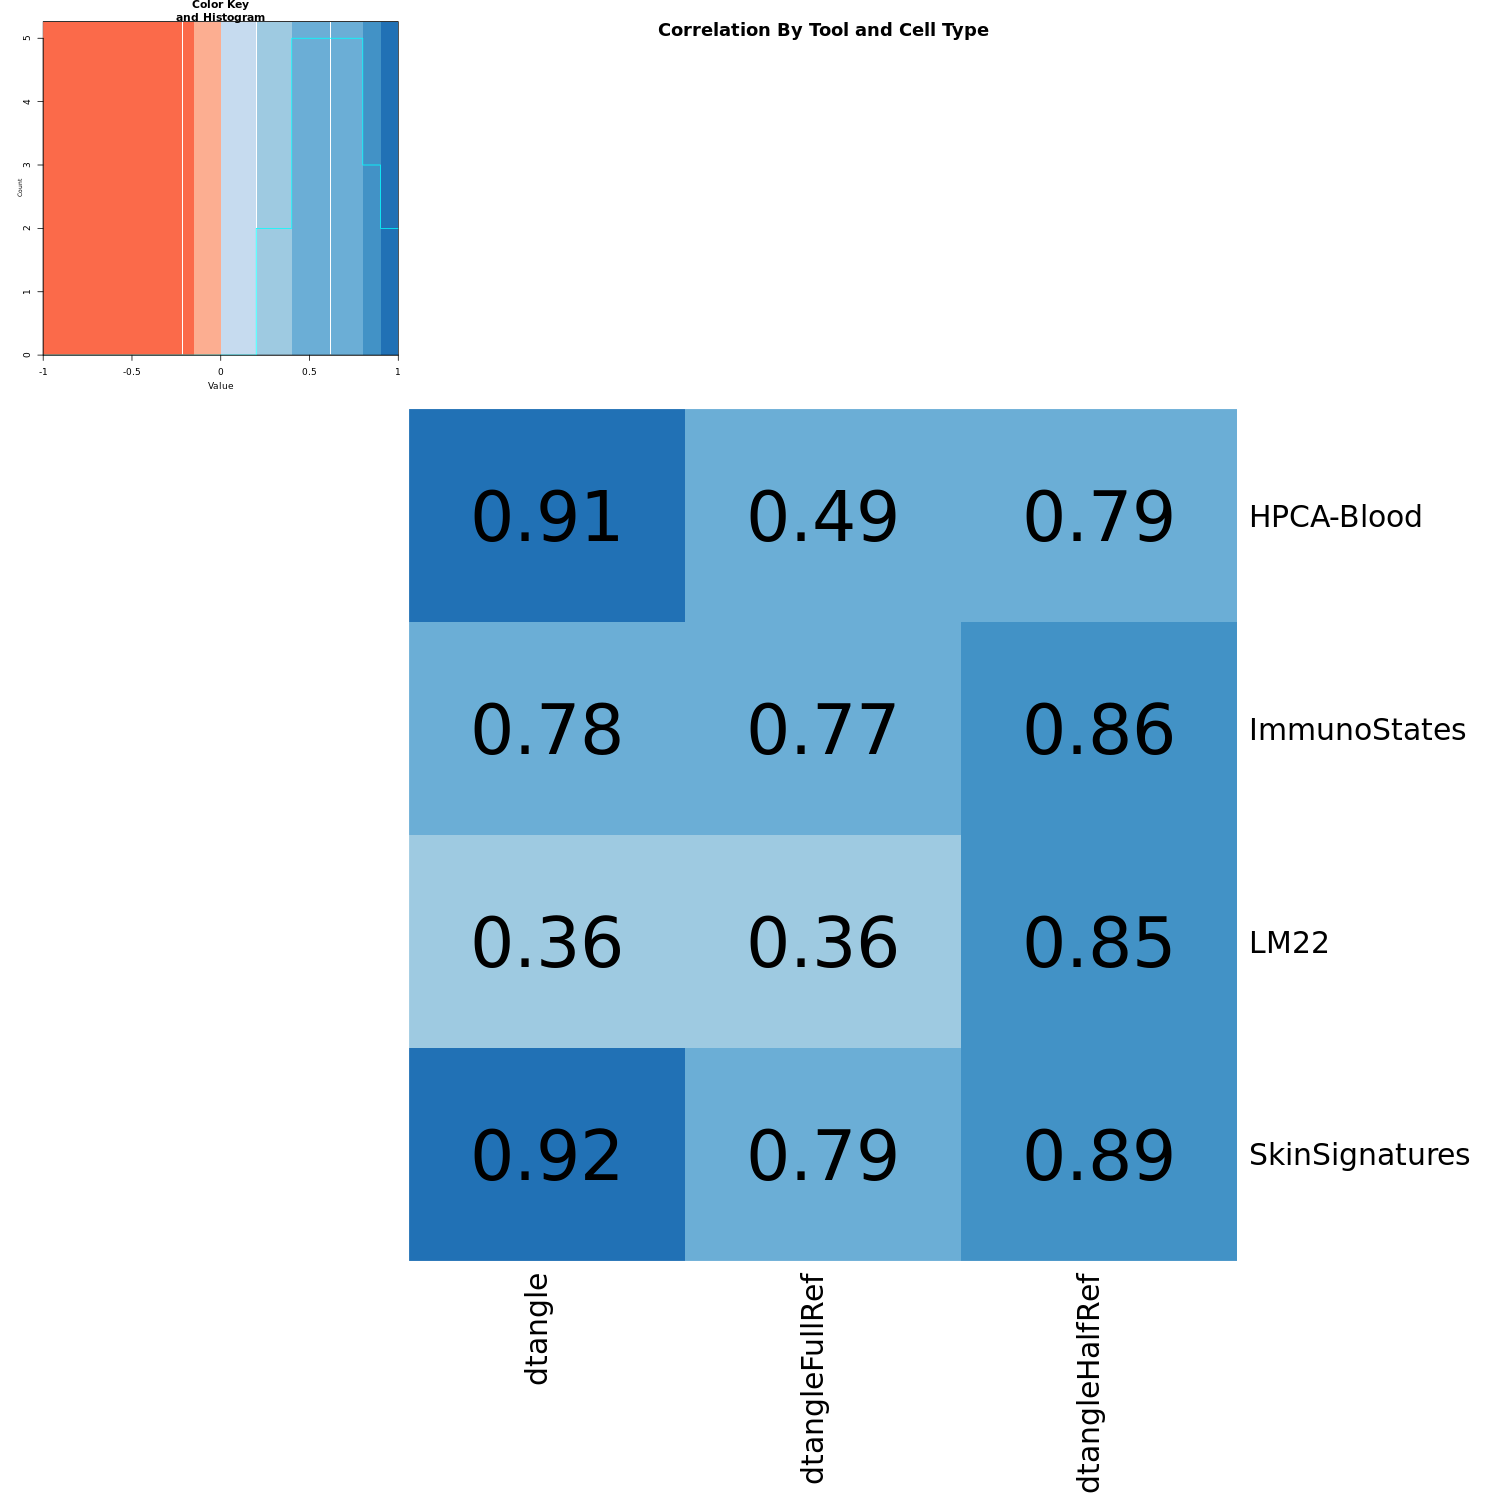 Color Key
and Histogram
Correlation By Tool and Cell Type
5
4
3
2
1
0
Count
-1 -0.5 0 0.5 1
Value
0.91 0.49 0.79 HPCA-Blood
0.78 0.77 0.86 ImmunoStates
0.36 0.36 0.85 LM22
0.92 0.79 0.89 SkinSignatures
dtangle
dtangleFullRef
dtangleHalfRef